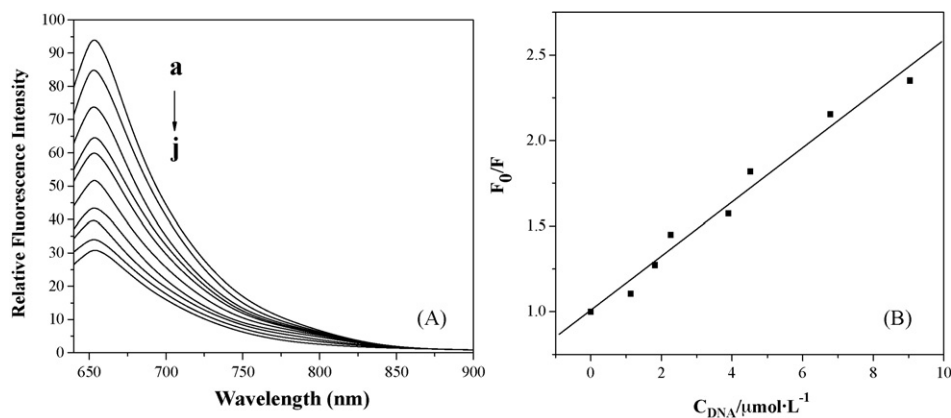 100
90
80
70
60
50
40
30
20
10
0
650 700 750 800 850 900
Relative Fluorescence Intensity
Wavelength (nm)
a
j
(A)
2.5
2.0
1.5
1.0
0 2 4 6 8 10
F₀/F
C_DNA/μmol·L⁻¹
(B)